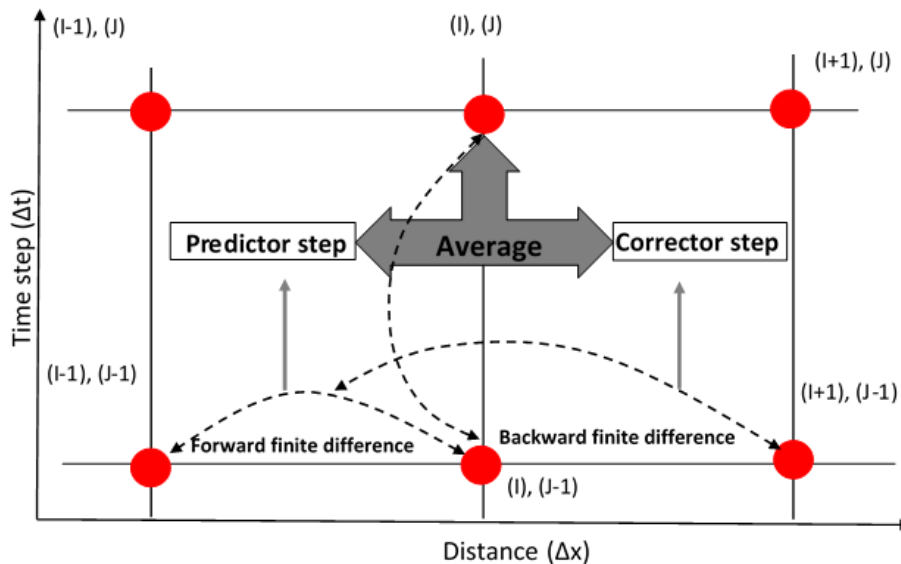 (I-1), (J)
(I), (J)
(I+1), (J)
Time step (Δt)
Predictor step
Average
Corrector step
(I-1), (J-1)
(I+1), (J-1)
Forward finite difference
Backward finite difference
(I), (J-1)
Distance (Δx)